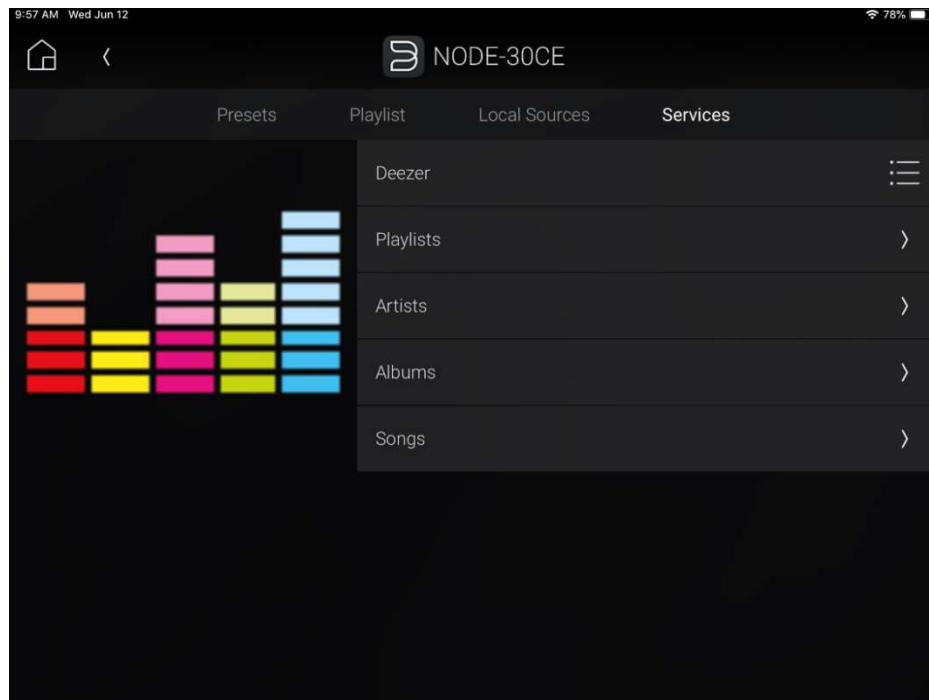 9:57 AM Wed Jun 12 78%
NODE-30CE
Presets Playlist Local Sources Services
Deezer
Playlists
Artists
Albums
Songs